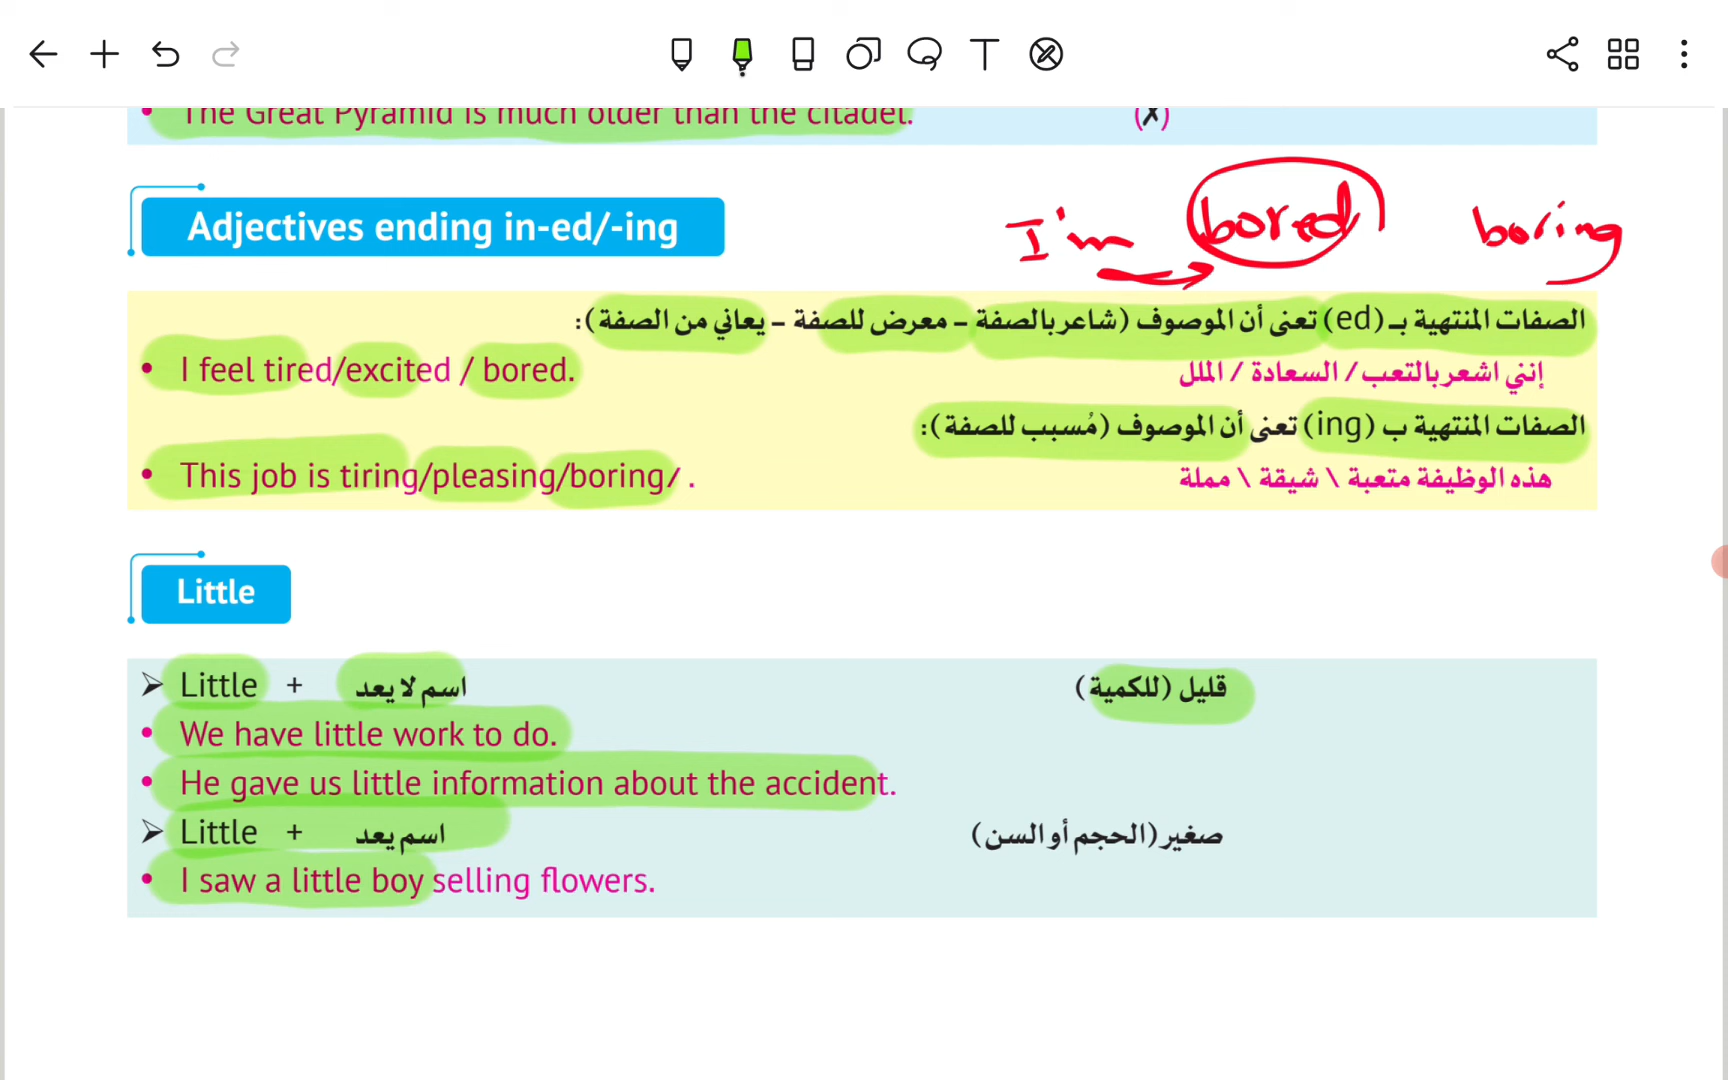 The Great Pyramid is much older than the citadel. (✗)
Adjectives ending in-ed/-ing
I'm bored boring
الصفات المنتهية بـ (ed) تعنى أن الموصوف (شاعر بالصفة – معرض للصفة – يعاني من الصفة):
• I feel tired/excited / bored. إنني اشعر بالتعب / السعادة / الملل
الصفات المنتهية ب (ing) تعنى أن الموصوف (مُسبب للصفة):
• This job is tiring/pleasing/boring/ . هذه الوظيفة متعبة \ شيقة \ مملة
Little
➢ Little + اسم لا يعد قليل (للكمية)
• We have little work to do.
• He gave us little information about the accident.
➢ Little + اسم يعد صغير (الحجم أو السن)
• I saw a little boy selling flowers.